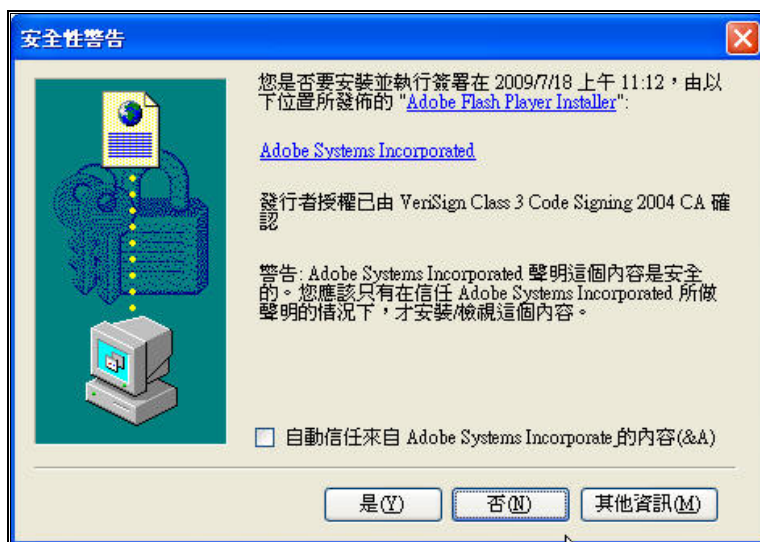 安全性警告
您是否要安裝並執行簽署在 2009/7/18 上午 11:12，由以
下位置所發佈的 "Adobe Flash Player Installer":
Adobe Systems Incorporated
發行者授權已由 VeriSign Class 3 Code Signing 2004 CA 確
認
警告: Adobe Systems Incorporated 聲明這個內容是安全
的。您應該只有在信任 Adobe Systems Incorporated 所做
聲明的情況下，才安裝/檢視這個內容。
自動信任來自 Adobe Systems Incorporate 的內容(&A)
是(Y)
否(N)
其他資訊(M)